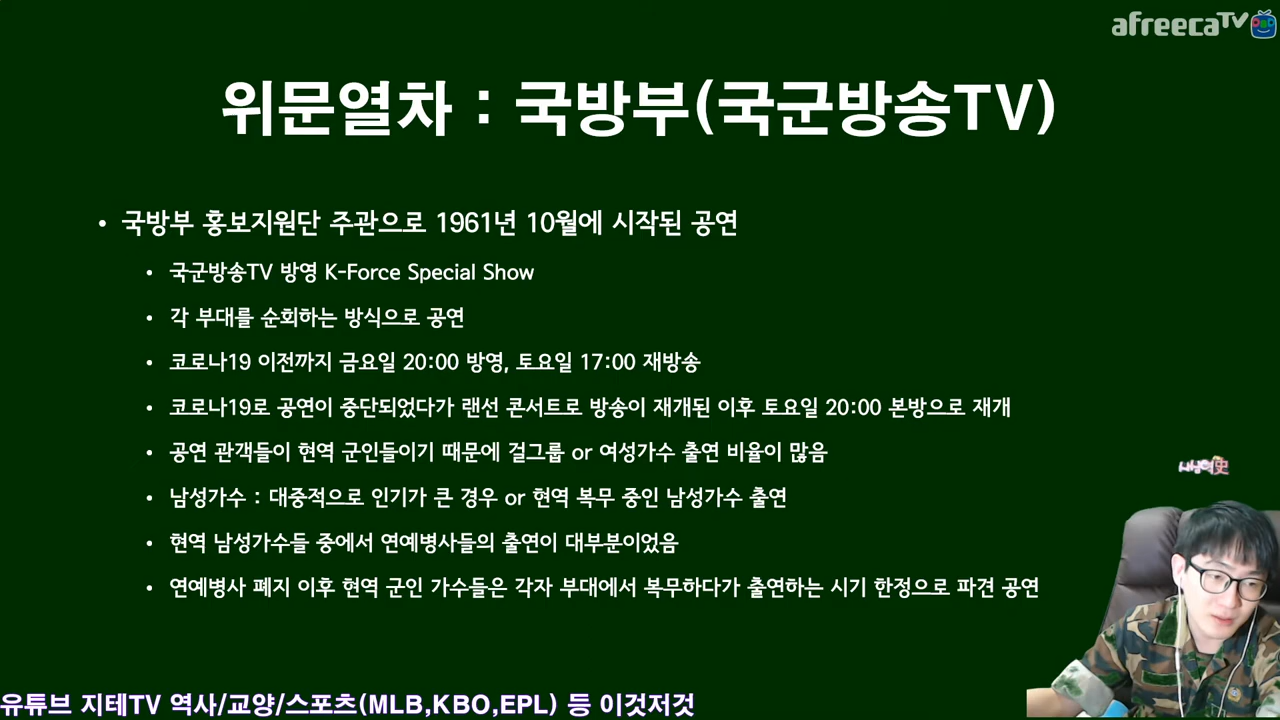 afreecaTV
위문열차 : 국방부(국군방송TV)
• 국방부 홍보지원단 주관으로 1961년 10월에 시작된 공연
• 국군방송TV 방영 K-Force Special Show
• 각 부대를 순회하는 방식으로 공연
• 코로나19 이전까지 금요일 20:00 방영, 토요일 17:00 재방송
• 코로나19로 공연이 중단되었다가 랜선 콘서트로 방송이 재개된 이후 토요일 20:00 본방으로 재개
• 공연 관객들이 현역 군인들이기 때문에 걸그룹 or 여성가수 출연 비율이 많음
• 남성가수 : 대중적으로 인기가 큰 경우 or 현역 복무 중인 남성가수 출연
• 현역 남성가수들 중에서 연예병사들의 출연이 대부분이었음
• 연예병사 폐지 이후 현역 군인 가수들은 각자 부대에서 복무하다가 출연하는 시기 한정으로 파견 공연
유튜브 지테TV 역사/교양/스포츠(MLB,KBO,EPL) 등 이것저것